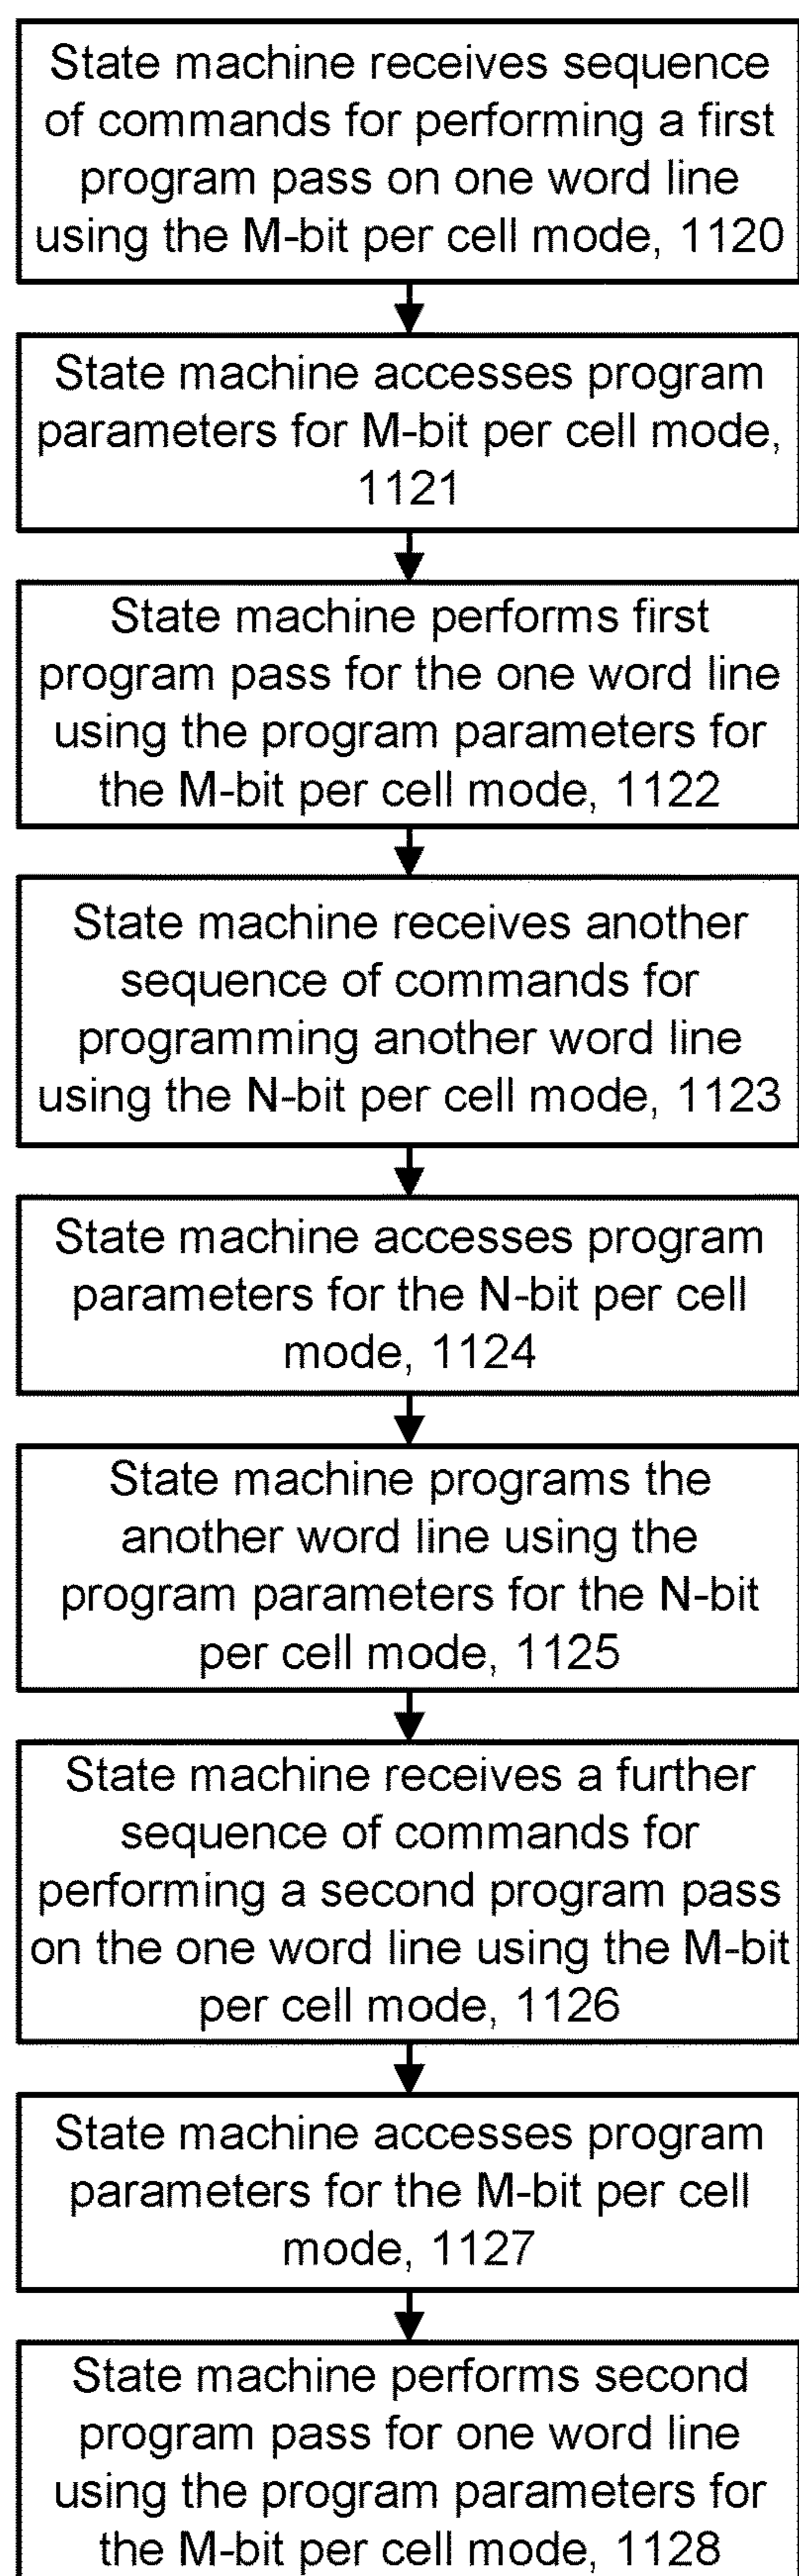 State machine receives sequence
of commands for performing a first
program pass on one word line
using the M-bit per cell mode, 1120
State machine accesses program
parameters for M-bit per cell mode,
1121
State machine performs first
program pass for the one word line
using the program parameters for
the M-bit per cell mode, 1122
State machine receives another
sequence of commands for
programming another word line
using the N-bit per cell mode, 1123
State machine accesses program
parameters for the N-bit per cell
mode, 1124
State machine programs the
another word line using the
program parameters for the N-bit
per cell mode, 1125
State machine receives a further
sequence of commands for
performing a second program pass
on the one word line using the M-bit
per cell mode, 1126
State machine accesses program
parameters for the M-bit per cell
mode, 1127
State machine performs second
program pass for one word line
using the program parameters for
the M-bit per cell mode, 1128